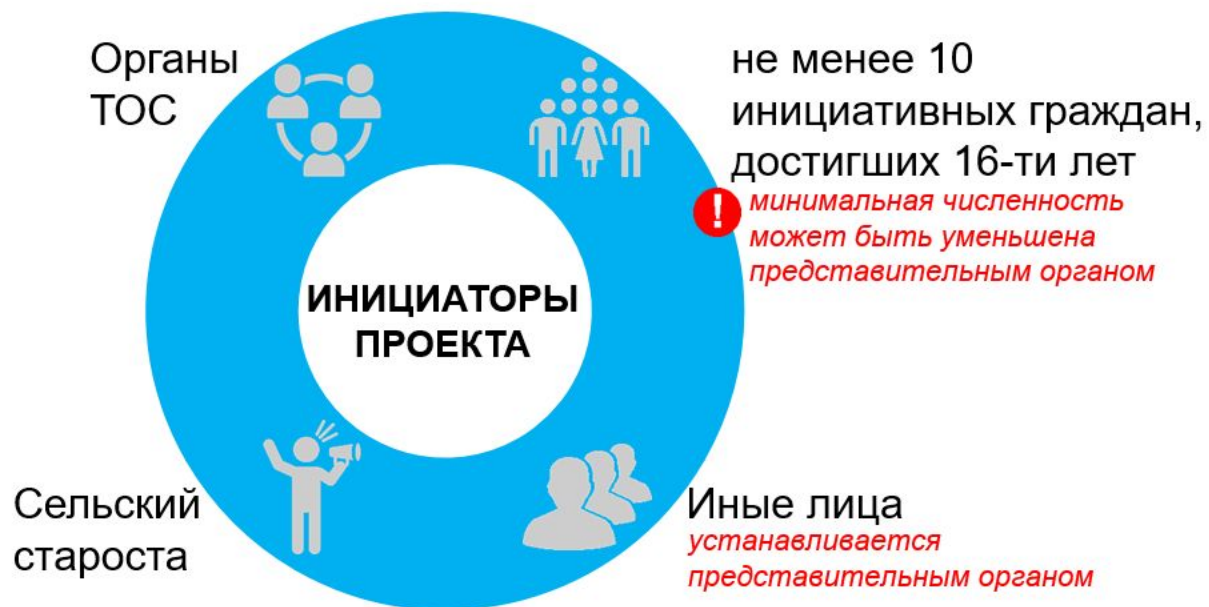 Органы
ТОС
не менее 10
инициативных граждан,
достигших 16-ти лет
!
минимальная численность
может быть уменьшена
представительным органом
ИНИЦИАТОРЫ
ПРОЕКТА
Сельский
староста
Иные лица
устанавливается
представительным органом